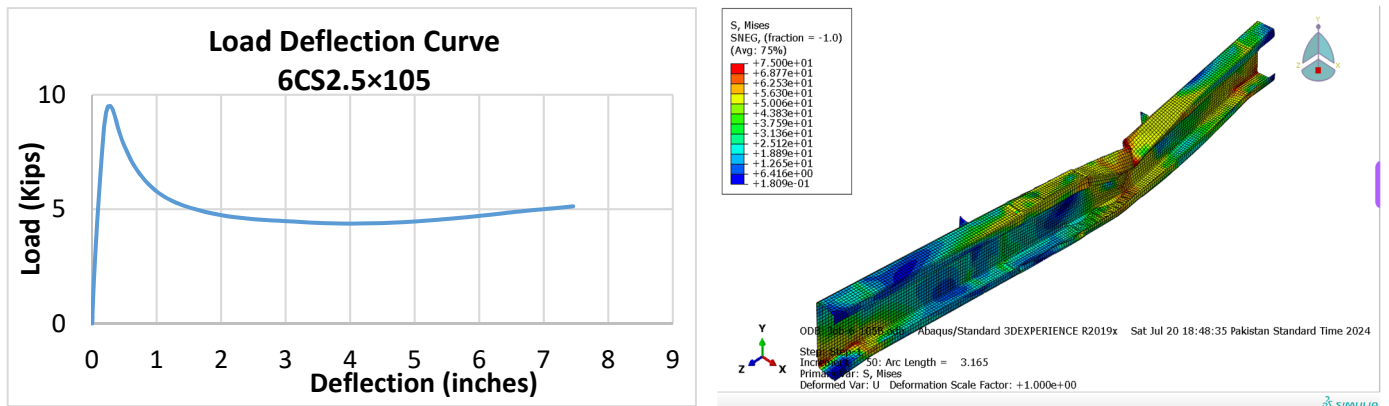 Load Deflection Curve
6CS2.5×105
10
5
0
0 1 2 3 4 5 6 7 8 9
Load (Kips)
Deflection (inches)
S, Mises
SNEG, (fraction = -1.0)
(Avg: 75%)
+7.500e+01
+6.877e+01
+6.253e+01
+5.630e+01
+5.006e+01
+4.383e+01
+3.759e+01
+3.136e+01
+2.512e+01
+1.889e+01
+1.265e+01
+6.416e+00
+1.809e-01
Y
Z X
Y
Z X
Abaqus/Standard 3DEXPERIENCE R2019x Sat Jul 20 18:48:35 Pakistan Standard Time 2024
50: Arc Length = 3.165
Var: S, Mises
Deformed Var: U Deformation Scale Factor: +1.000e+00
SIMULIA